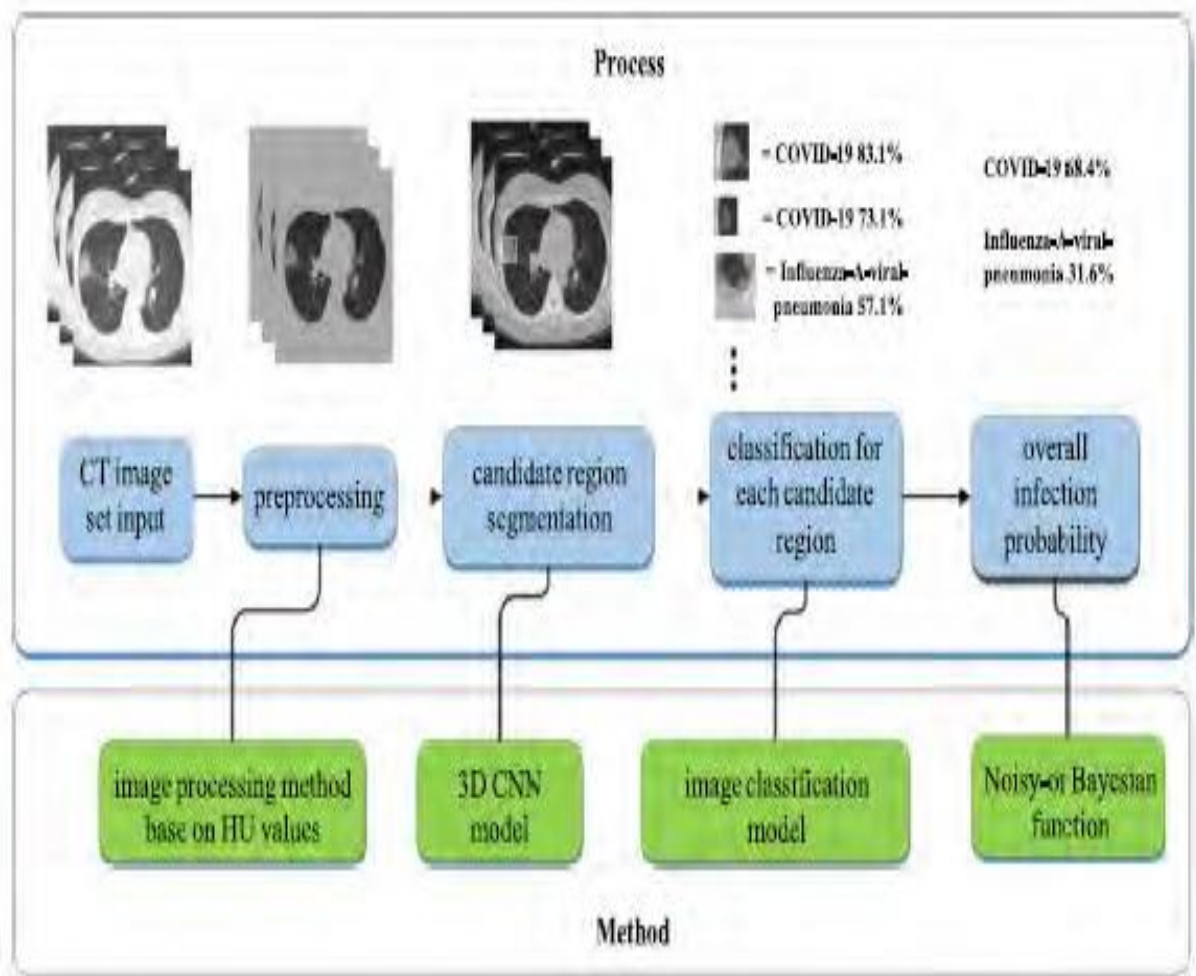 Process
= COVID-19 83.1%
= COVID-19 73.1%
= Influenza-A-viral-
pneumonia 57.1%
COVID-19 68.4%
Influenza-A-viral-
pneumonia 31.6%
CT image
set input
preprocessing
candidate region
segmentation
classification for
each candidate
region
overall
infection
probability
image processing method
base on HU values
3D CNN
model
image classification
model
Noisy-or Bayesian
function
Method